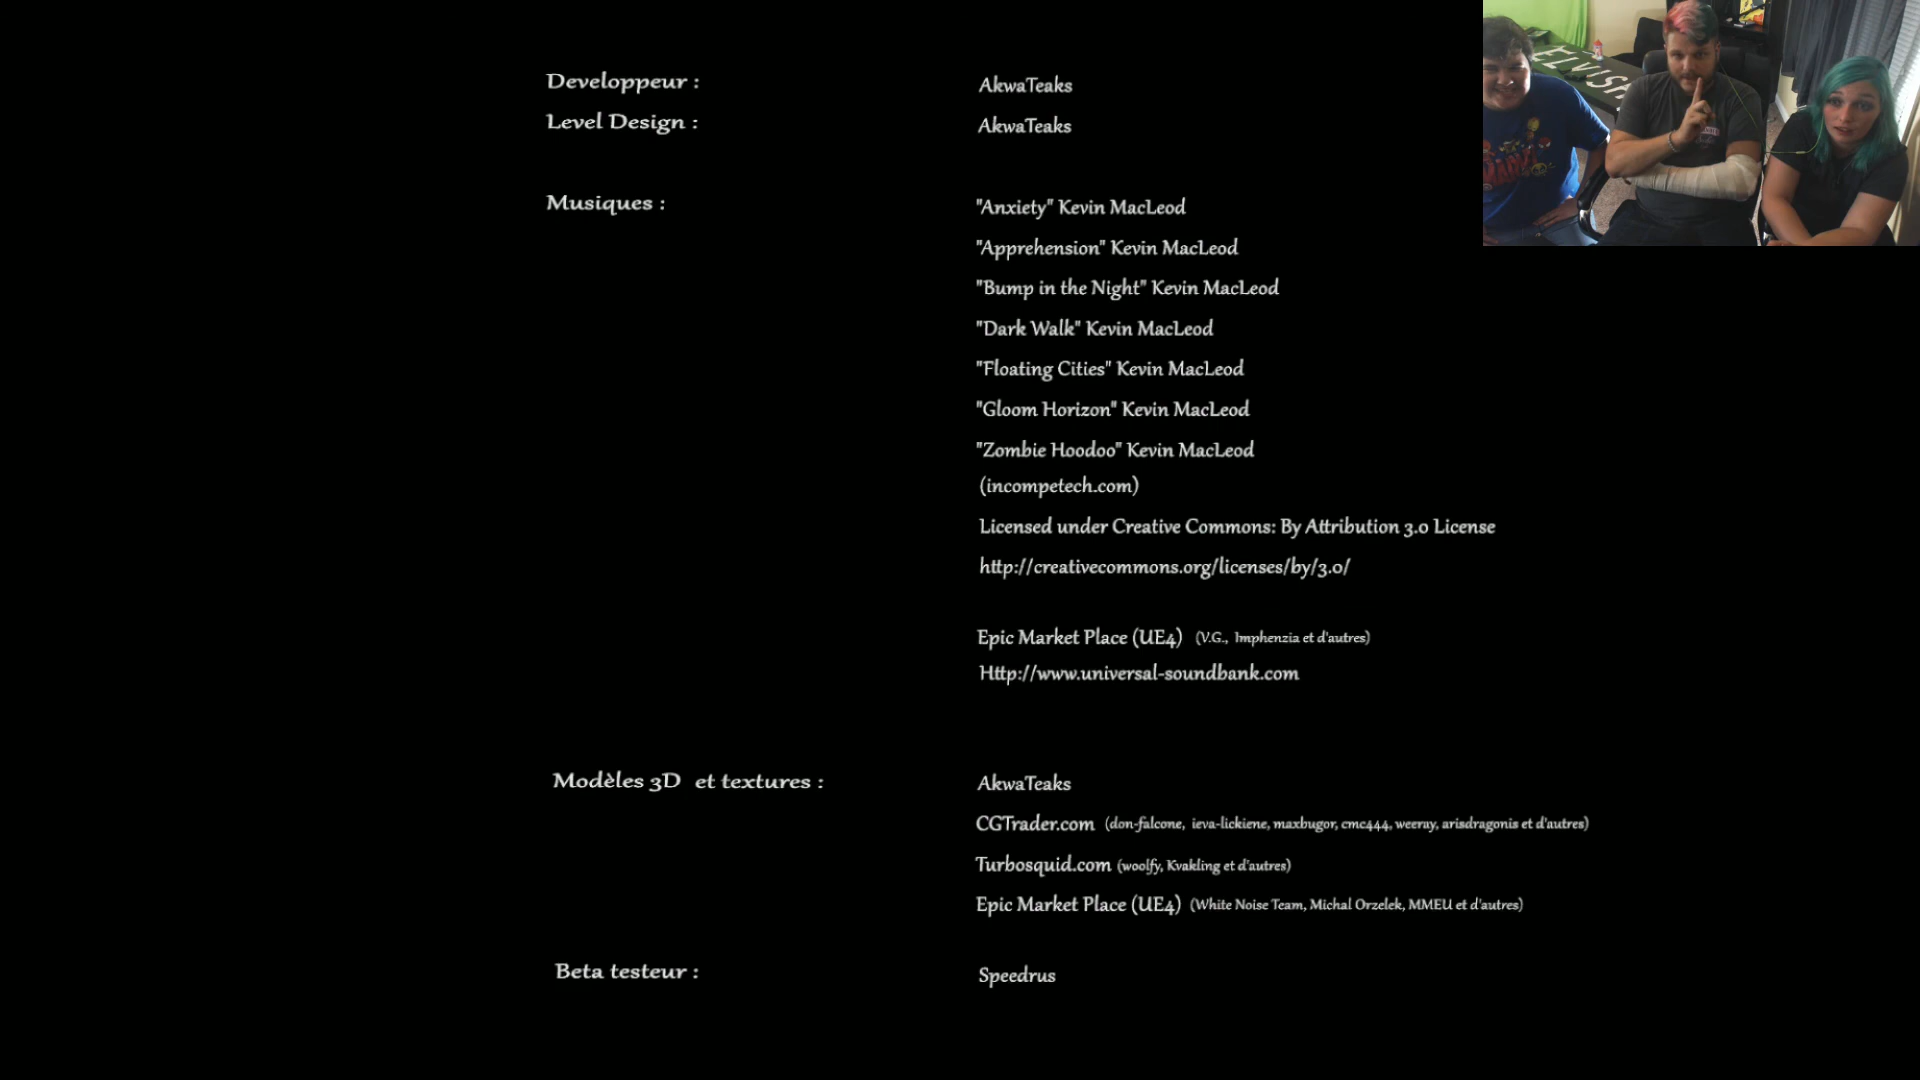 Developpeur : AkwaTeaks
Level Design : AkwaTeaks
Musiques : "Anxiety" Kevin MacLeod
"Apprehension" Kevin MacLeod
"Bump in the Night" Kevin MacLeod
"Dark Walk" Kevin MacLeod
"Floating Cities" Kevin MacLeod
"Gloom Horizon" Kevin MacLeod
"Zombie Hoodoo" Kevin MacLeod
(incompetech.com)
Licensed under Creative Commons: By Attribution 3.0 License
http://creativecommons.org/licenses/by/3.0/
Epic Market Place (UE4) (V.G., Imphenzia et d'autres)
Http://www.universal-soundbank.com
Modèles 3D et textures : AkwaTeaks
CGTrader.com (don-falcone, ieva-lickiene, maxbugor, cmc444, weeray, arisdragonis et d'autres)
Turbosquid.com (woolfy, Kvakling et d'autres)
Epic Market Place (UE4) (White Noise Team, Michal Orzelek, MMEU et d'autres)
Beta testeur : Speedrus